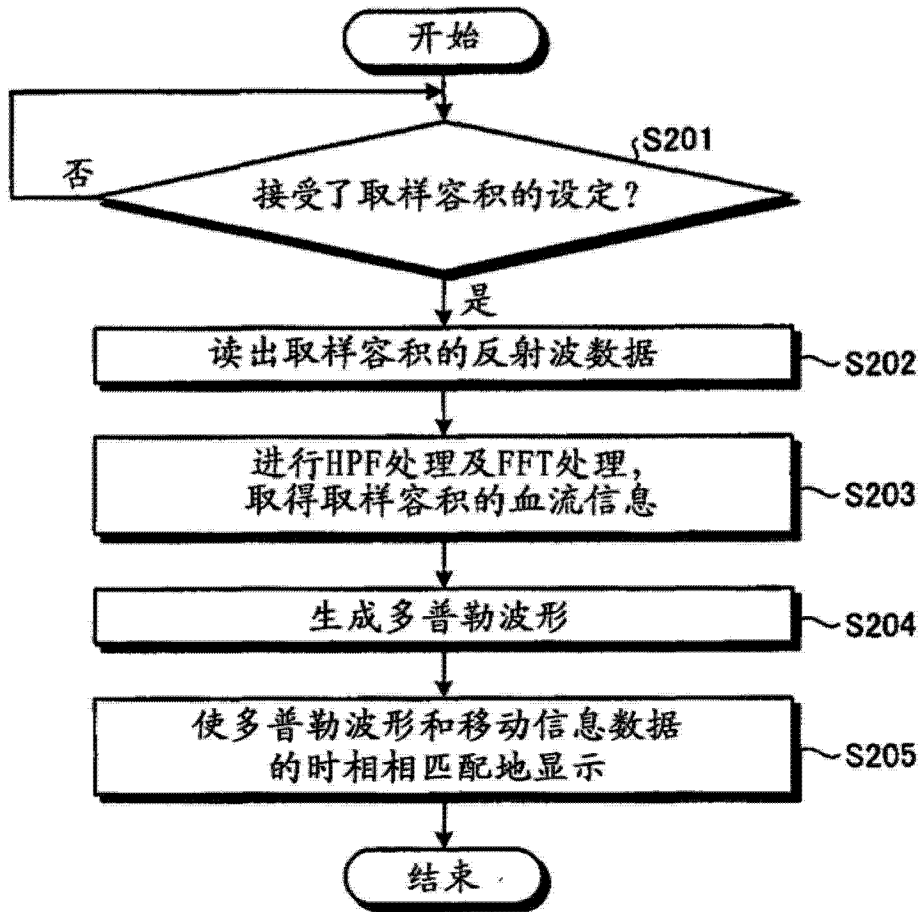 开始
S201
否
接受了取样容积的设定?
是
读出取样容积的反射波数据
S202
进行HPF处理及FFT处理,
取得取样容积的血流信息
S203
生成多普勒波形
S204
使多普勒波形和移动信息数据
的时相相匹配地显示
S205
结束